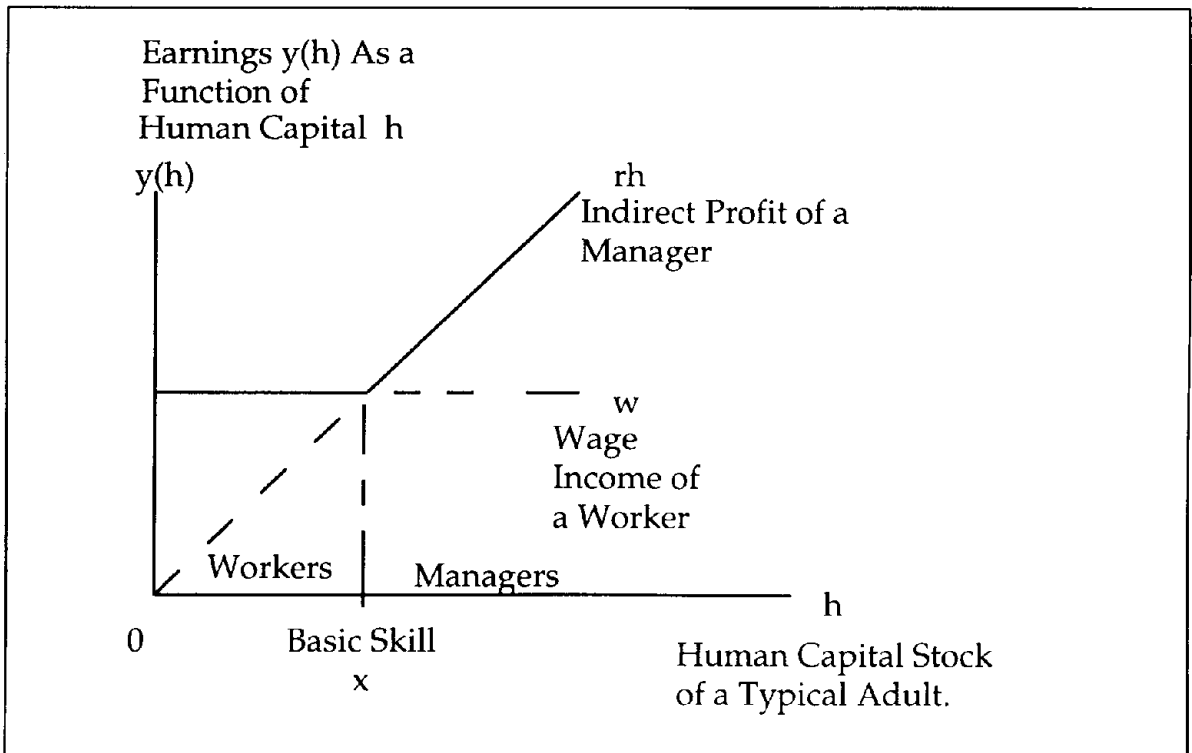 Earnings y(h) As a
Function of
Human Capital h
y(h)
rh
Indirect Profit of a
Manager
w
Wage
Income of
a Worker
Workers
Managers
h
0
Basic Skill
x
Human Capital Stock
of a Typical Adult.